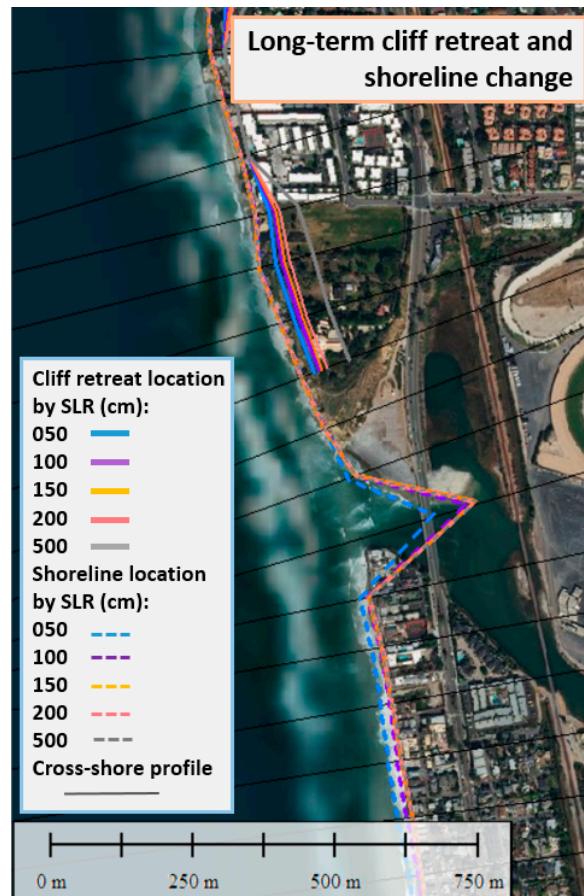 Long-term cliff retreat and
shoreline change
Cliff retreat location
by SLR (cm):
050
100
150
200
500
Shoreline location
by SLR (cm):
050
100
150
200
500
Cross-shore profile
0 m 250 m 500 m 750 m